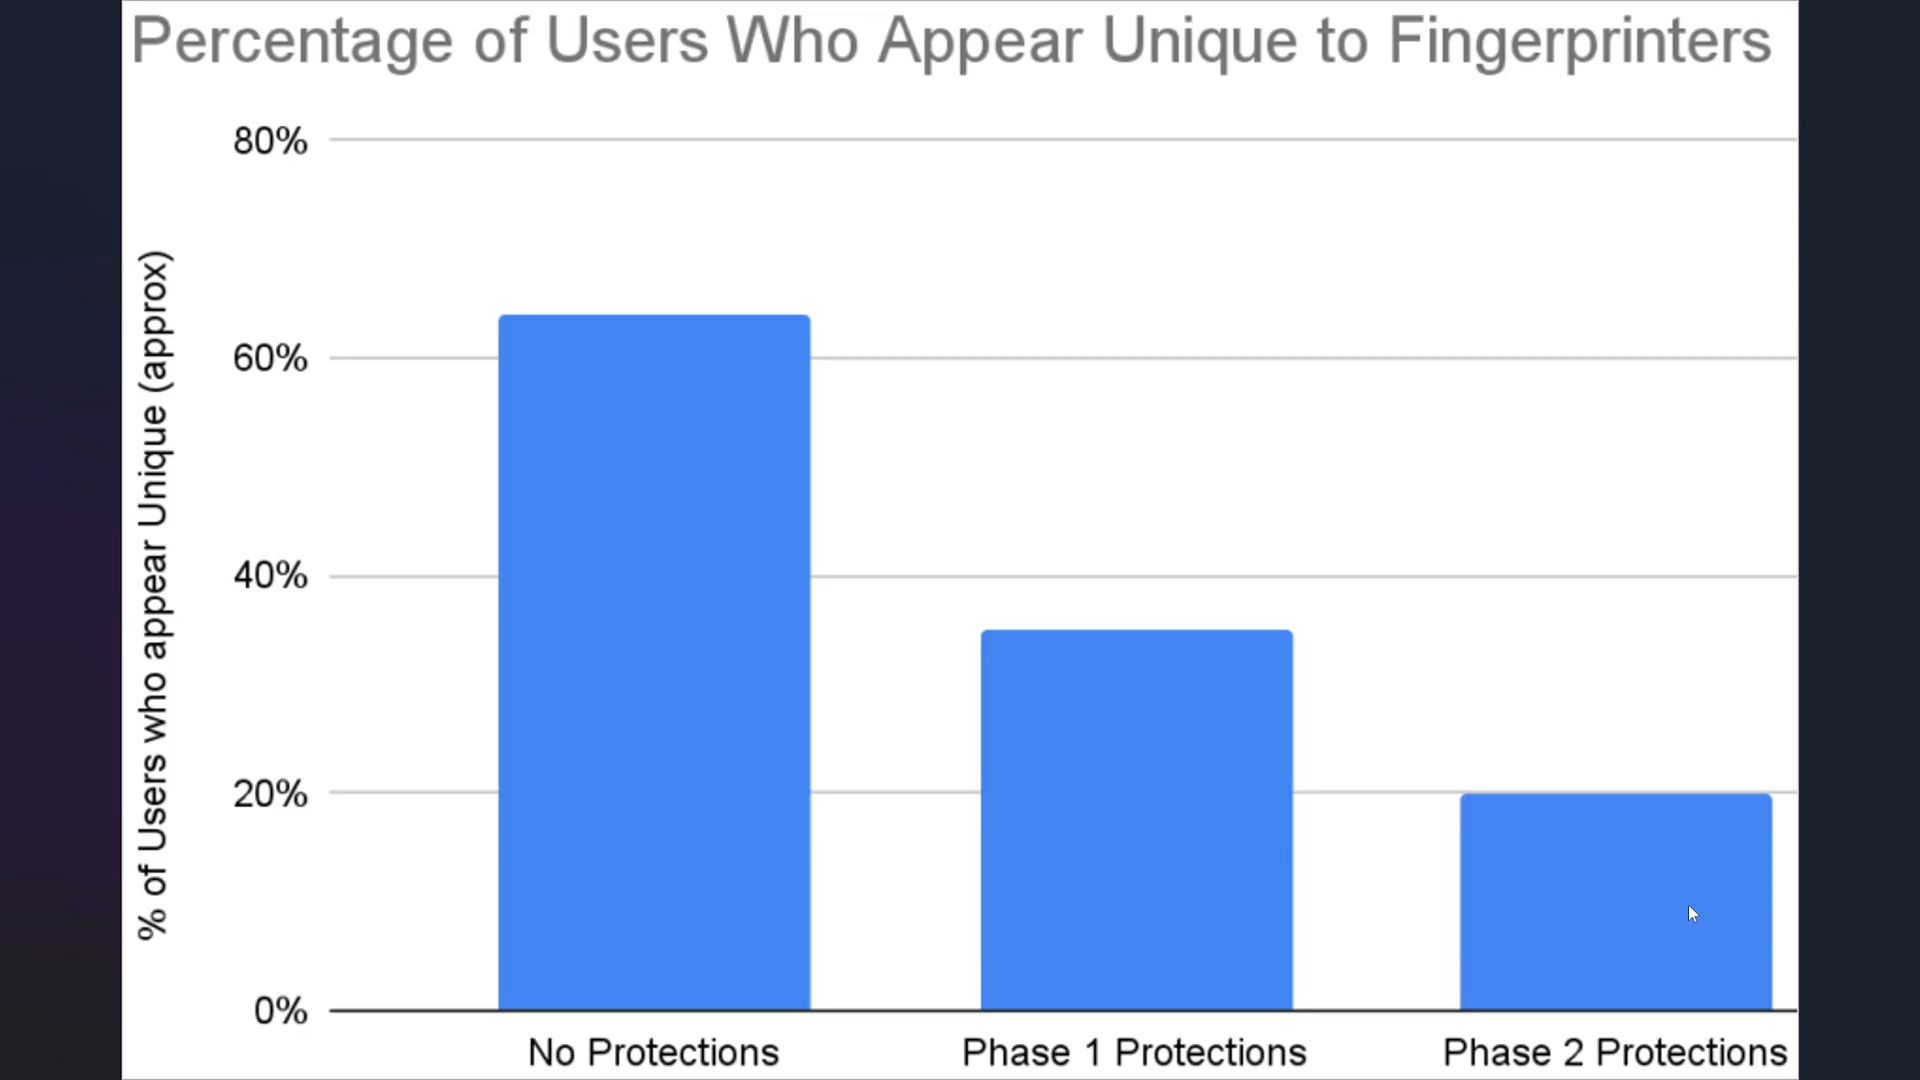 Percentage of Users Who Appear Unique to Fingerprinters
% of Users who appear Unique (approx)
80%
60%
40%
20%
0%
No Protections
Phase 1 Protections
Phase 2 Protections